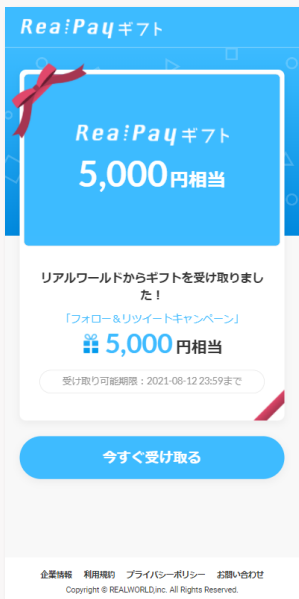 RealPayギフト
RealPayギフト
5,000円相当
リアルワールドからギフトを受け取りまし
た！
「フォロー＆リツイートキャンペーン」
5,000 円相当
受け取り可能期限：2021-08-12 23:59まで
今すぐ受け取る
企業情報 利用規約 プライバシーポリシー お問い合わせ
Copyright © REALWORLD,inc. All Rights Reserved.